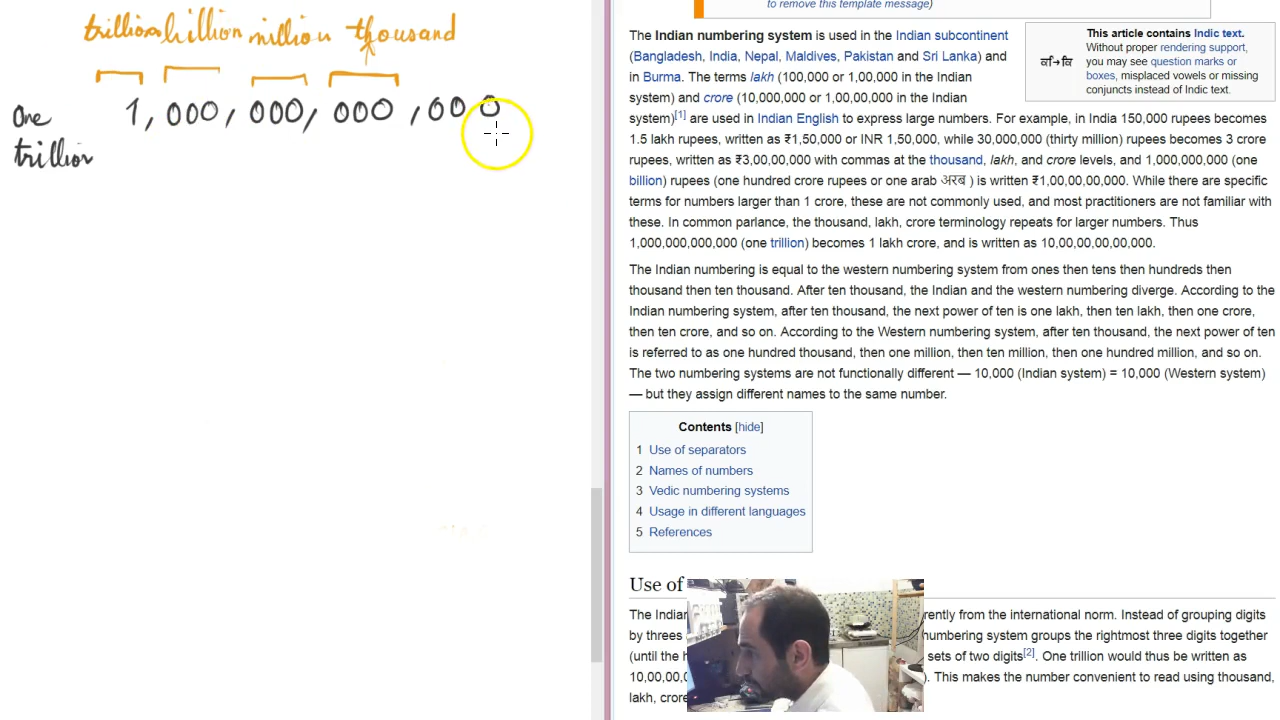 trillion billion million thousand
One 1,000,000,000,000
trillion
to remove this template message)
The Indian numbering system is used in the Indian subcontinent
(Bangladesh, India, Nepal, Maldives, Pakistan and Sri Lanka) and
in Burma. The terms lakh (100,000 or 1,00,000 in the Indian
system) and crore (10,000,000 or 1,00,00,000 in the Indian
system)[1] are used in Indian English to express large numbers. For example, in India 150,000 rupees becomes
1.5 lakh rupees, written as ₹1,50,000 or INR 1,50,000, while 30,000,000 (thirty million) rupees becomes 3 crore
rupees, written as ₹3,00,00,000 with commas at the thousand, lakh, and crore levels, and 1,000,000,000 (one
billion) rupees (one hundred crore rupees or one arab अरब ) is written ₹1,00,00,00,000. While there are specific
terms for numbers larger than 1 crore, these are not commonly used, and most practitioners are not familiar with
these. In common parlance, the thousand, lakh, crore terminology repeats for larger numbers. Thus
1,000,000,000,000 (one trillion) becomes 1 lakh crore, and is written as 10,00,00,00,00,000.
This article contains Indic text.
Without proper rendering support,
you may see question marks or
boxes, misplaced vowels or missing
conjuncts instead of Indic text.
The Indian numbering is equal to the western numbering system from ones then tens then hundreds then
thousand then ten thousand. After ten thousand, the Indian and the western numbering diverge. According to the
Indian numbering system, after ten thousand, the next power of ten is one lakh, then ten lakh, then one crore,
then ten crore, and so on. According to the Western numbering system, after ten thousand, the next power of ten
is referred to as one hundred thousand, then one million, then ten million, then one hundred million, and so on.
The two numbering systems are not functionally different — 10,000 (Indian system) = 10,000 (Western system)
— but they assign different names to the same number.
Contents [hide]
1 Use of separators
2 Names of numbers
3 Vedic numbering systems
4 Usage in different languages
5 References
Use of
The Indian rently from the international norm. Instead of grouping digits
by threes numbering system groups the rightmost three digits together
(until the h sets of two digits[2]. One trillion would thus be written as
10,00,00,0 ). This makes the number convenient to read using thousand,
lakh, crore